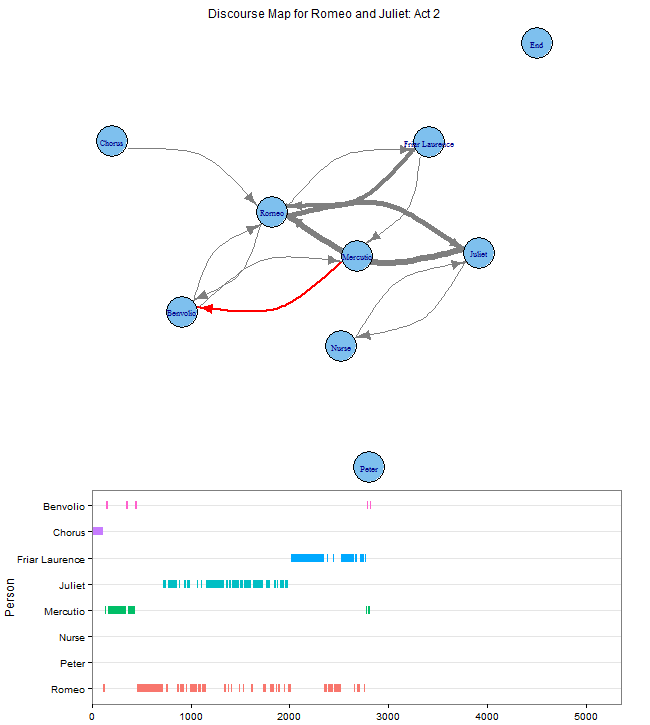 Discourse Map for Romeo and Juliet: Act 2
End
Chorus
Friar Laurence
Romeo
Mercutio
Juliet
Benvolio
Nurse
Peter
Person
Benvolio
Chorus
Friar Laurence
Juliet
Mercutio
Nurse
Peter
Romeo
0 1000 2000 3000 4000 5000